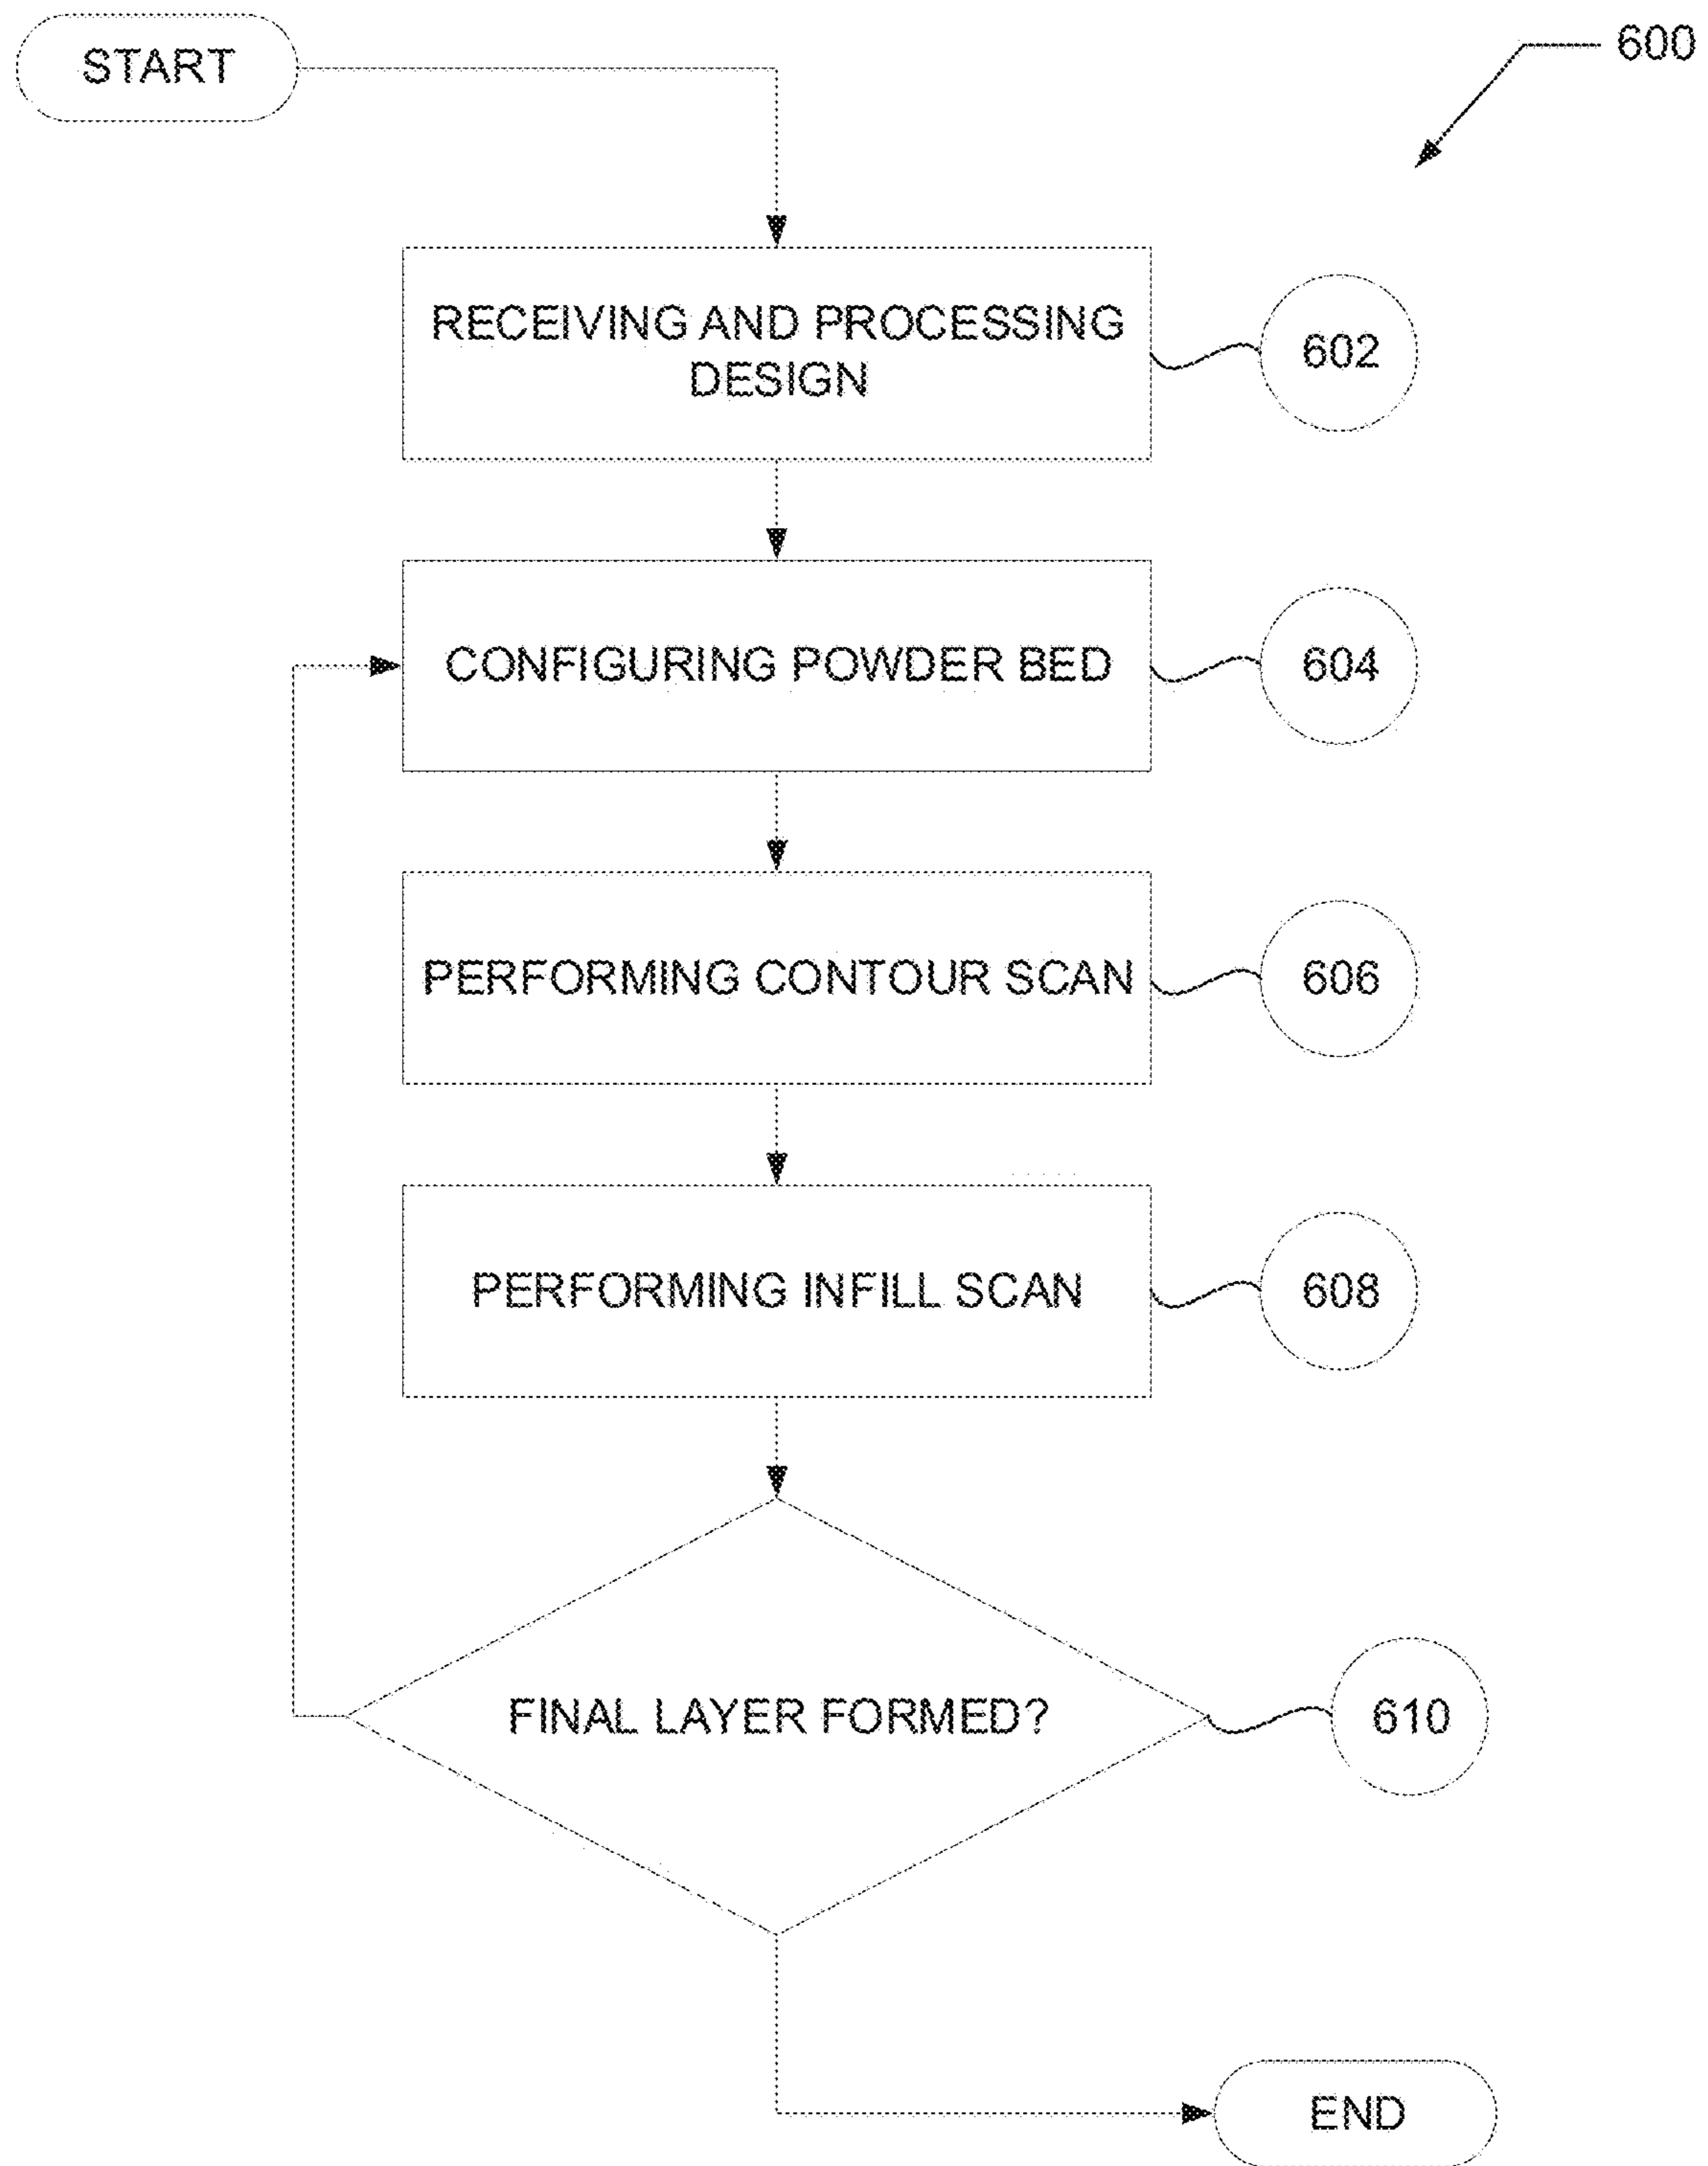 START
600
RECEIVING AND PROCESSING
DESIGN
602
CONFIGURING POWDER BED
604
PERFORMING CONTOUR SCAN
606
PERFORMING INFILL SCAN
608
FINAL LAYER FORMED?
610
END